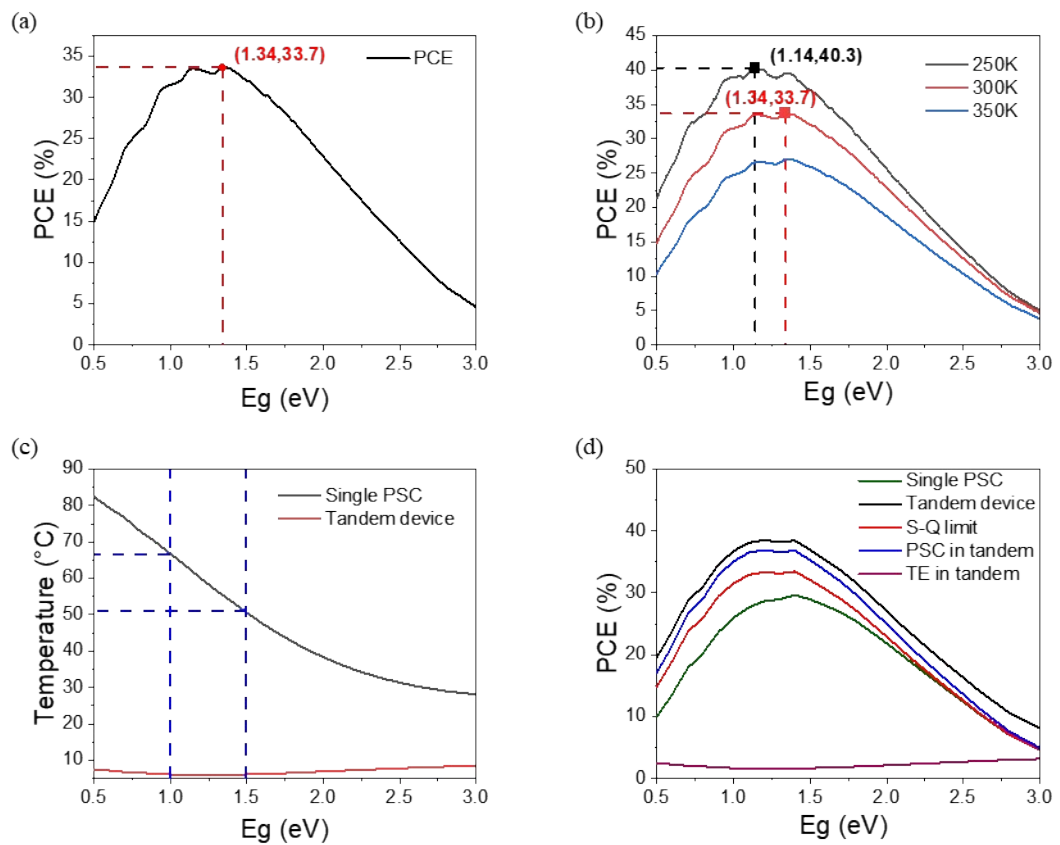 (a)
(1.34,33.7)
PCE
35
30
25
20
15
10
5
0
PCE (%)
0.5 1.0 1.5 2.0 2.5 3.0
Eg (eV)
(b)
(1.14,40.3)
(1.34,33.7)
250K
300K
350K
45
40
35
30
25
20
15
10
5
0
PCE (%)
0.5 1.0 1.5 2.0 2.5 3.0
Eg (eV)
(c)
Single PSC
Tandem device
90
80
70
60
50
40
30
20
10
Temperature (°C)
0.5 1.0 1.5 2.0 2.5 3.0
Eg (eV)
(d)
Single PSC
Tandem device
S-Q limit
PSC in tandem
TE in tandem
50
40
30
20
10
0
PCE (%)
0.5 1.0 1.5 2.0 2.5 3.0
Eg (eV)